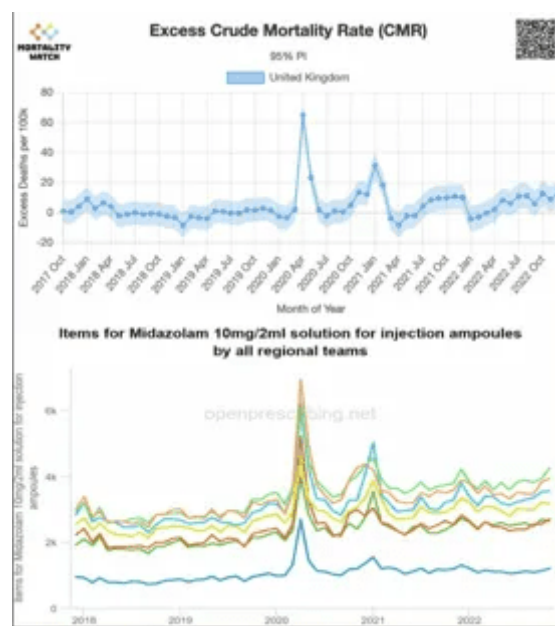 MORTALITY
WATCH
Excess Crude Mortality Rate (CMR)
95% PI
United Kingdom
Excess Deaths per 100k
80
60
40
20
0
-20
2017 Oct
2018 Jan
2018 Apr
2018 Jul
2018 Oct
2019 Jan
2019 Apr
2019 Jul
2019 Oct
2020 Jan
2020 Apr
2020 Jul
2020 Oct
2021 Jan
2021 Apr
2021 Jul
2021 Oct
2022 Jan
2022 Apr
2022 Jul
2022 Oct
Month of Year
Items for Midazolam 10mg/2ml solution for injection ampoules
by all regional teams
openprescribing.net
Items for Midazolam 10mg/2ml solution for injection
ampoules
6k
4k
2k
0
2018
2019
2020
2021
2022